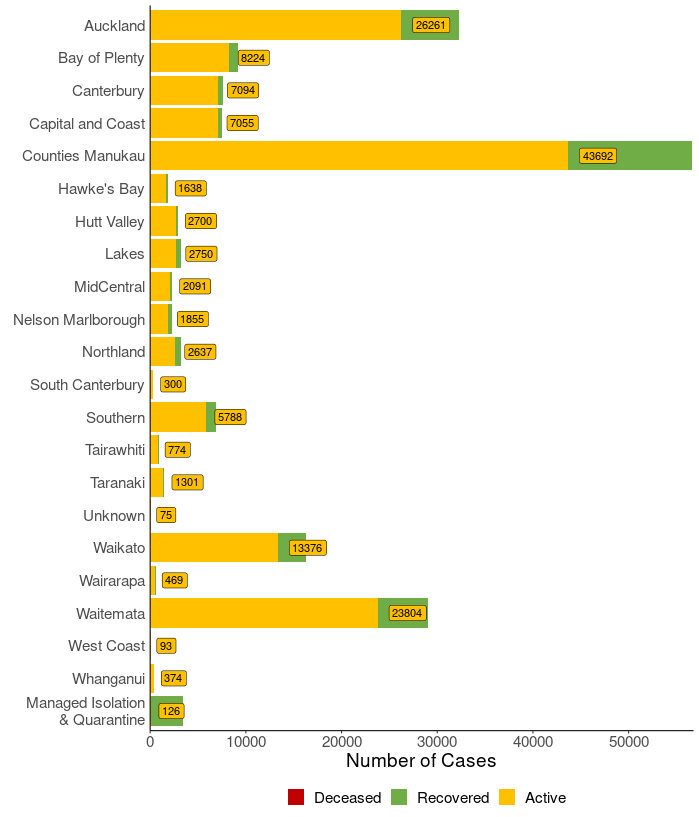 Auckland 26261
Bay of Plenty 8224
Canterbury 7094
Capital and Coast 7055
Counties Manukau 43692
Hawke's Bay 1638
Hutt Valley 2700
Lakes 2750
MidCentral 2091
Nelson Marlborough 1855
Northland 2637
South Canterbury 300
Southern 5788
Tairawhiti 774
Taranaki 1301
Unknown 75
Waikato 13376
Wairarapa 469
Waitemata 23804
West Coast 93
Whanganui 374
Managed Isolation
& Quarantine 126
0 10000 20000 30000 40000 50000
Number of Cases
Deceased Recovered Active